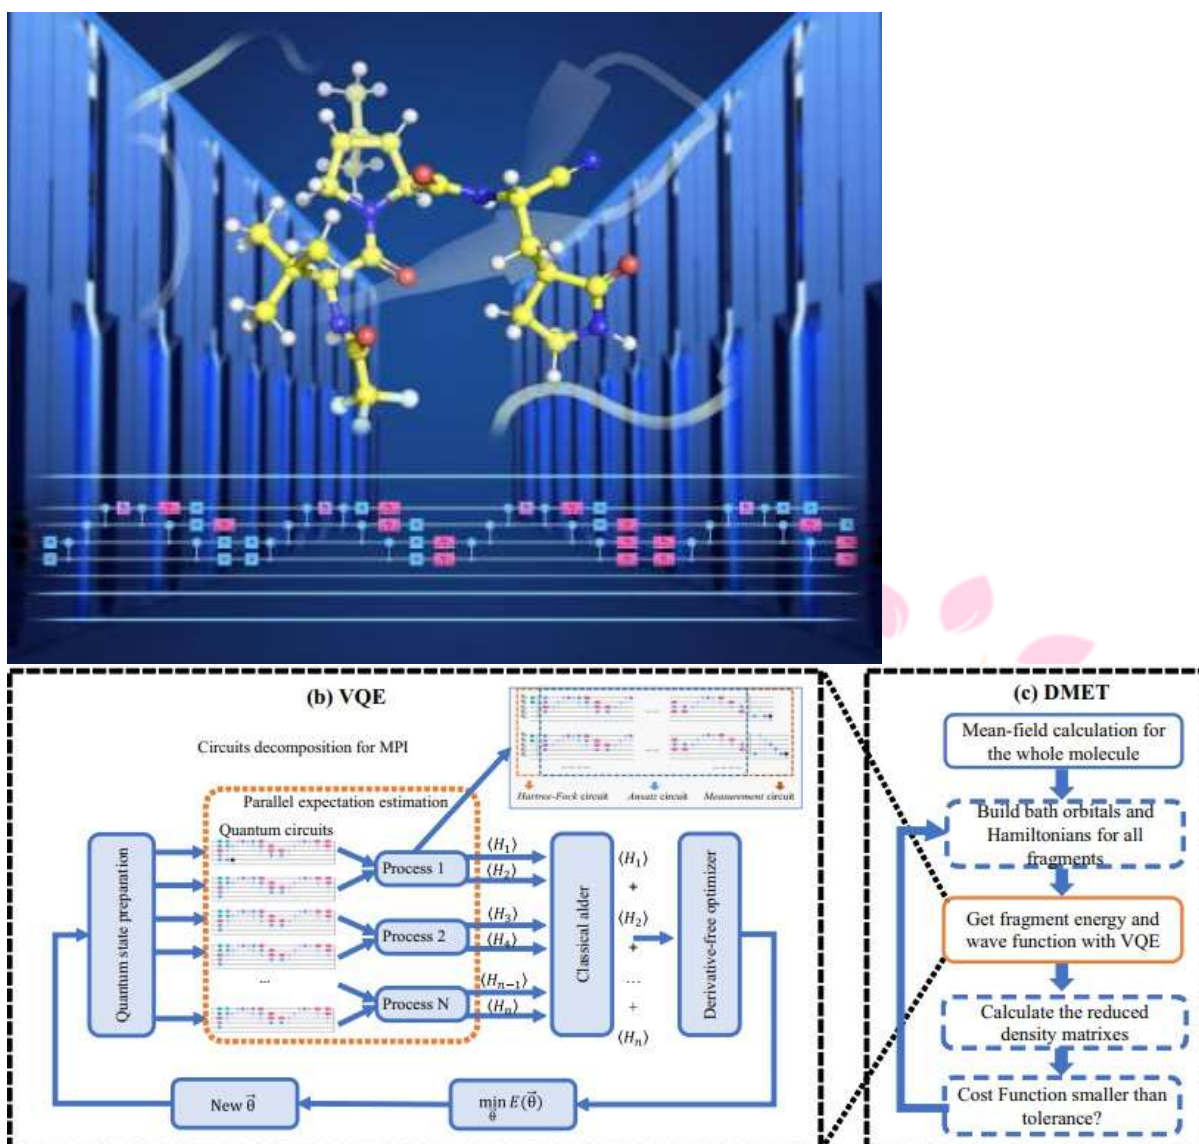 (b) VQE
Circuits decomposition for MPI
Hartree-Fock circuit
Ansatz circuit
Measurement circuit
Parallel expectation estimation
Quantum circuits
Quantum state preparation
...
Process 1
Process 2
Process N
⟨H₁⟩
⟨H₂⟩
⟨H₃⟩
⟨H₄⟩
⟨Hₙ₋₁⟩
⟨Hₙ⟩
Classical alder
⟨H₁⟩
+
⟨H₂⟩
+
...
+
⟨Hₙ⟩
Derivative-free optimizer
New θ⃗
min E(θ⃗)
θ⃗
(c) DMET
Mean-field calculation for
the whole molecule
Build bath orbitals and
Hamiltonians for all
fragments
Get fragment energy and
wave function with VQE
Calculate the reduced
density matrixes
Cost Function smaller than
tolerance?